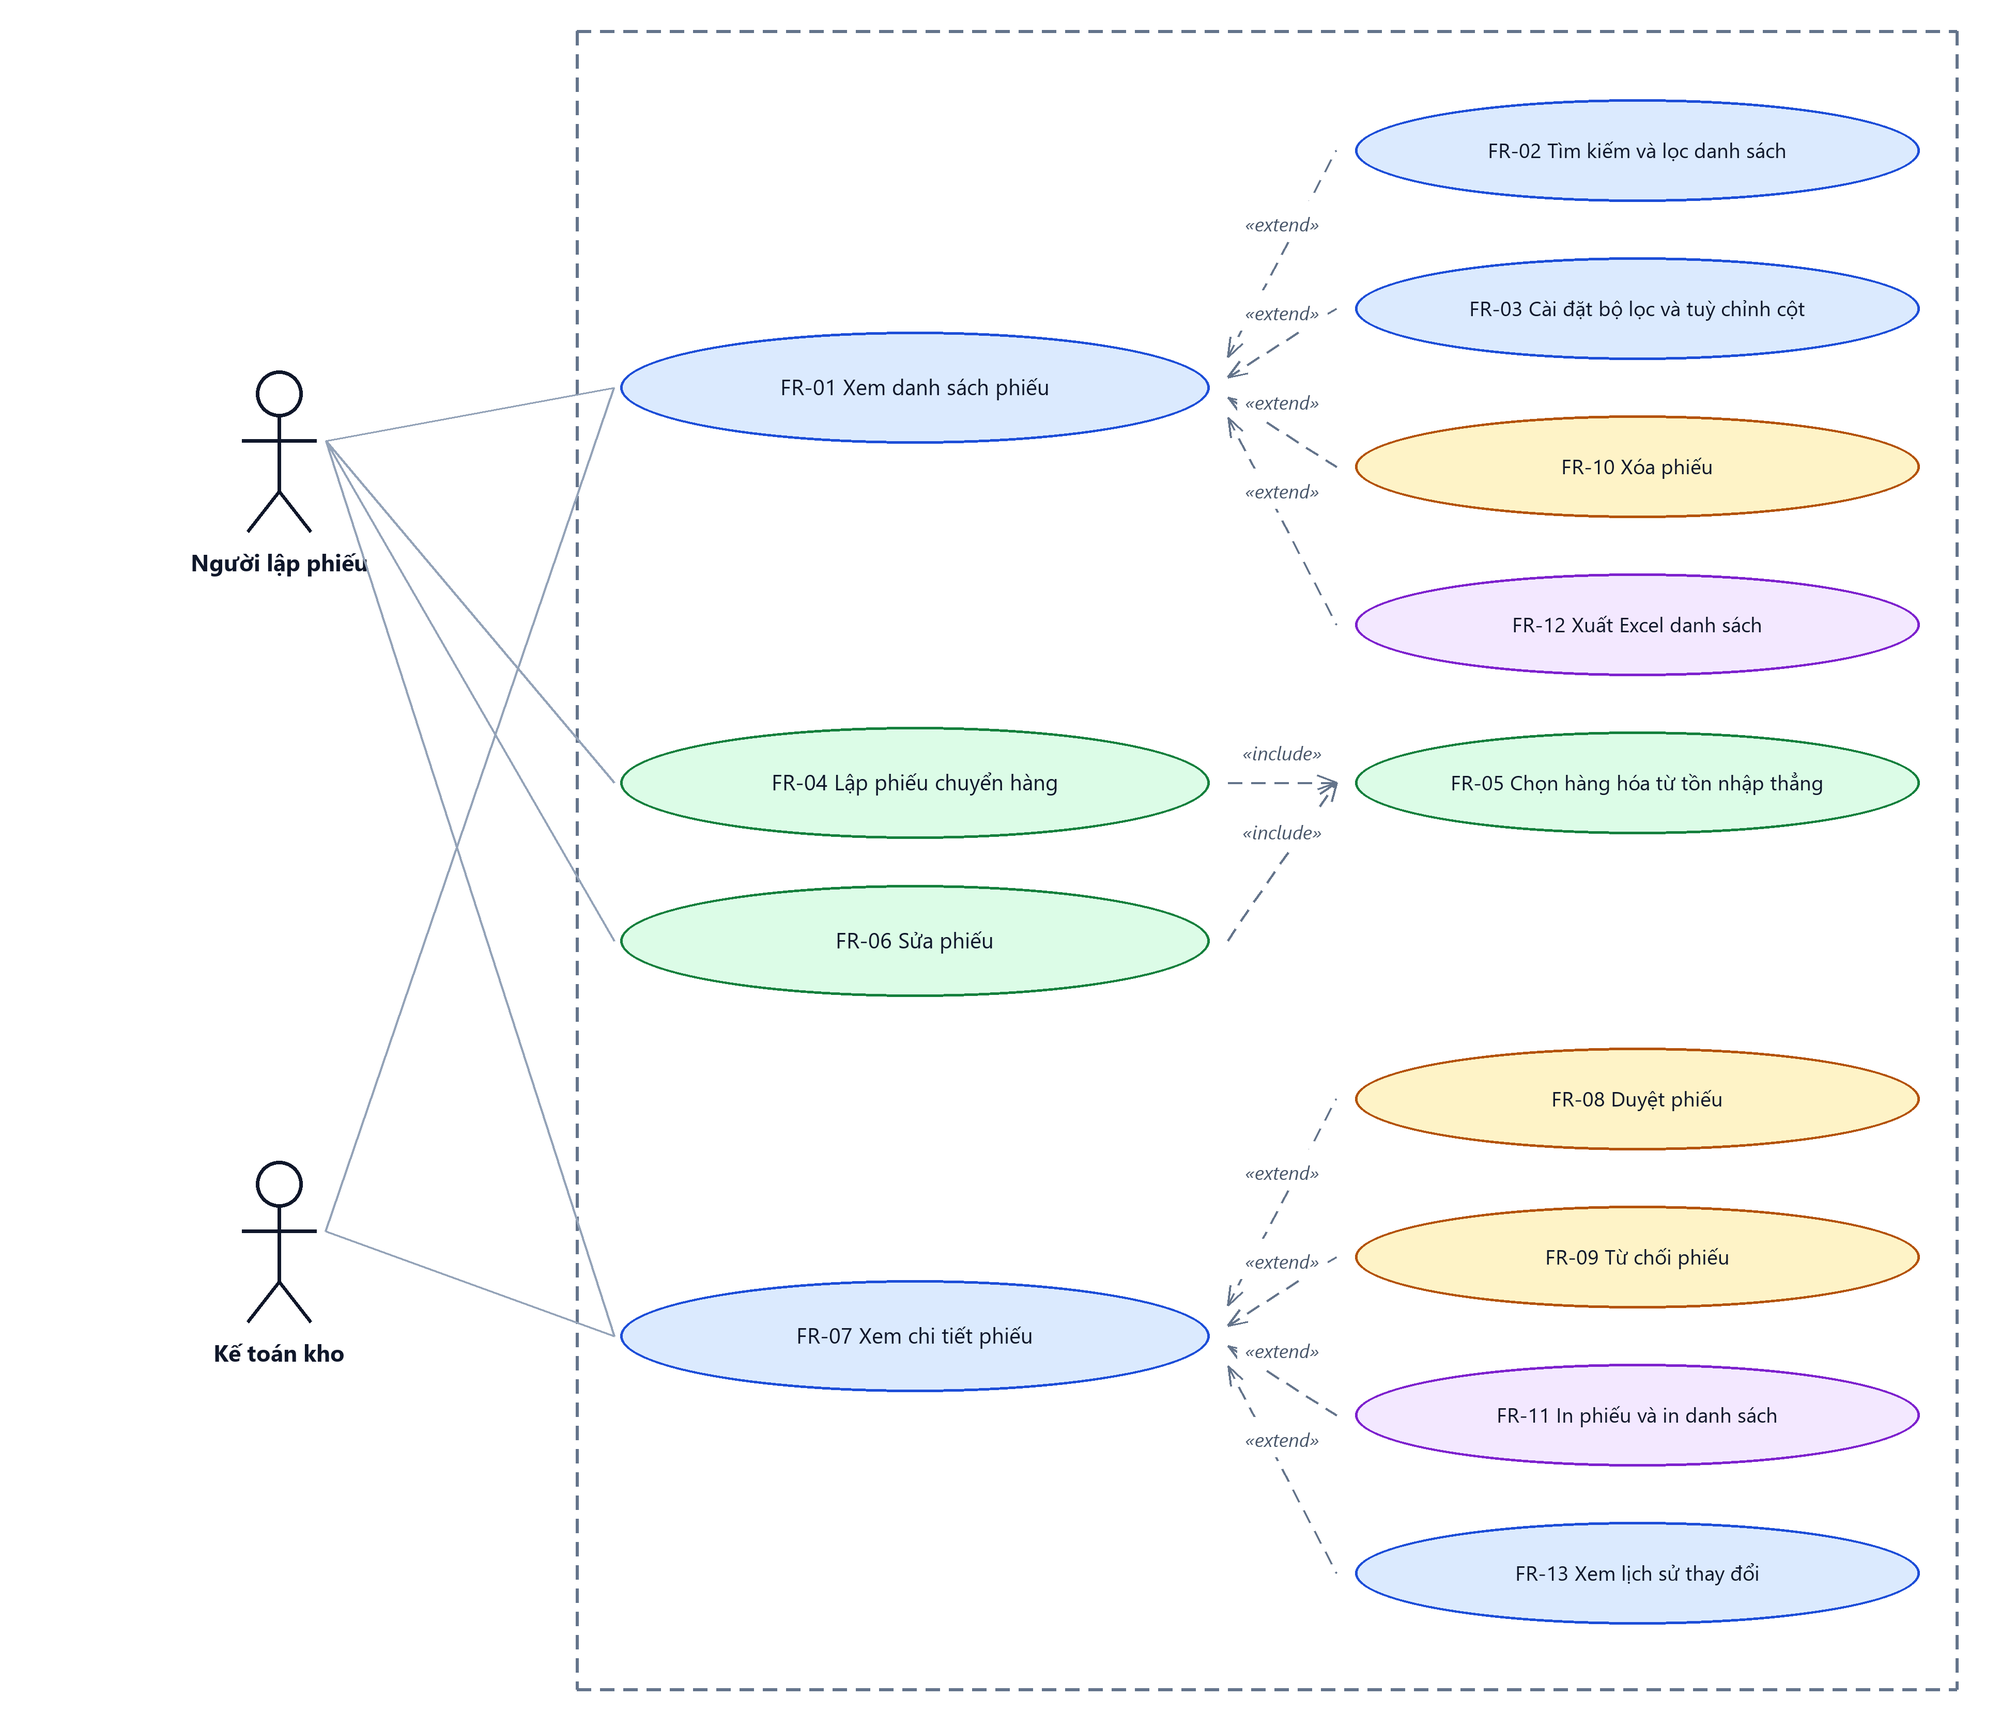 FR-02 Tìm kiếm và lọc danh sách
«extend»
FR-03 Cài đặt bộ lọc và tuỳ chỉnh cột
«extend»
FR-01 Xem danh sách phiếu
«extend»
FR-10 Xóa phiếu
«extend»
Người lập phiếu
FR-12 Xuất Excel danh sách
«include»
FR-04 Lập phiếu chuyển hàng
FR-05 Chọn hàng hóa từ tồn nhập thẳng
«include»
FR-06 Sửa phiếu
FR-08 Duyệt phiếu
«extend»
FR-09 Từ chối phiếu
«extend»
Kế toán kho
FR-07 Xem chi tiết phiếu
«extend»
FR-11 In phiếu và in danh sách
«extend»
FR-13 Xem lịch sử thay đổi